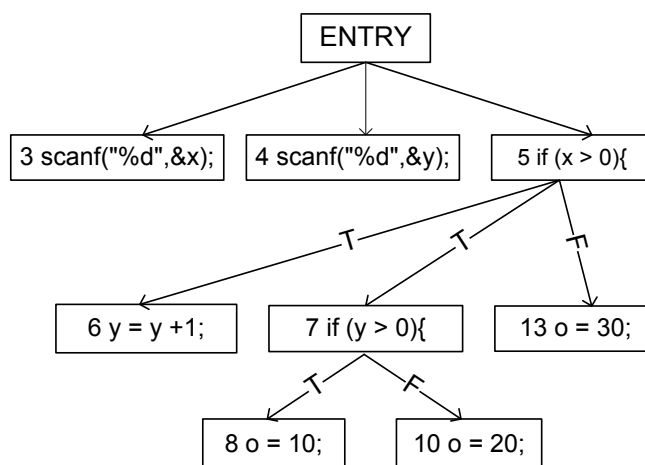 ENTRY
3 scanf("%d",&x);
4 scanf("%d",&y);
5 if (x > 0){
T
T
F
6 y = y +1;
7 if (y > 0){
13 o = 30;
T
F
8 o = 10;
10 o = 20;